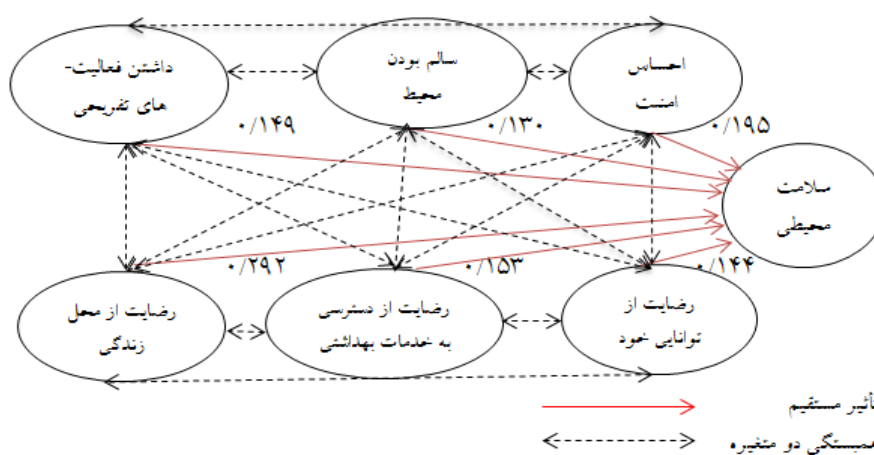 احساس
امنیت
سالم بودن
محیط
داشتن فعالیت-
های تفریحی
۰/۱۹۵
۰/۱۳۰
۰/۱۴۹
سلامت
محیطی
۰/۱۴۴
۰/۱۵۳
۰/۲۹۲
رضایت از
توانایی خود
رضایت از دسترسی
به خدمات بهداشتی
رضایت از محل
زندگی
تأثیر مستقیم
همبستگی دو متغیره